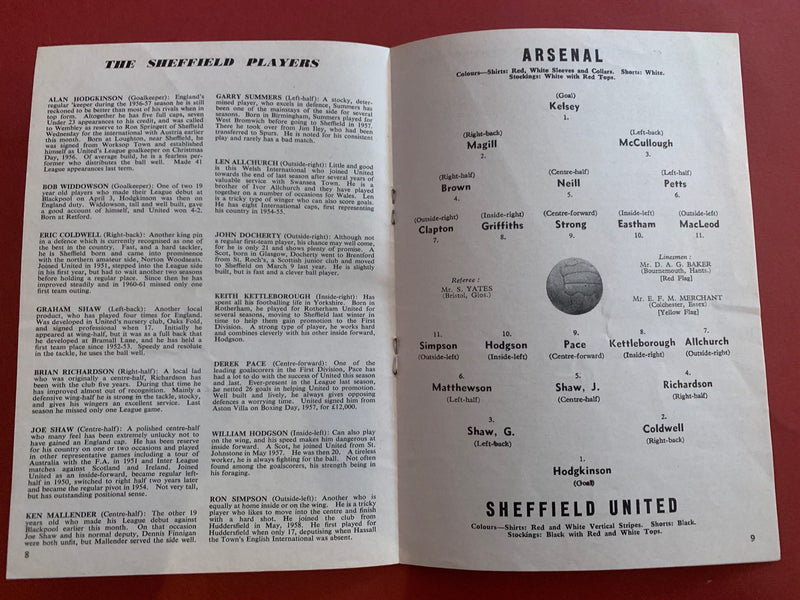 THE SHEFFIELD PLAYERS
ALAN HODGKINSON (Goalkeeper): England's
regular 'keeper during the 1956-57 season he is still
reckoned to be better than most of his rivals when in
top form. Altogether he has five full caps, seven
Under 23 appearances to his credit, and was called
to Wembley as reserve to Ron Springett of Sheffield
Wednesday for the international with Austria earlier
this month. Born at Loughton, near Sheffield, he
was signed from Worksop Town and established
himself as United's League goalkeeper on Christmas
Day, 1956. Of average build, he is a fearless per-
former who distributes the ball well. Made 41
League appearances last term.
BOB WIDDOWSON (Goalkeeper): One of two 19
year old players who made their League debut at
Blackpool on April 3, Hodgkinson was then on
England duty. Widdowson, tall and well built, gave
a good account of himself, and United won 4-2.
Born at Retford.
ERIC COLDWELL (Right-back): Another king pin
in a defence which is currently recognised as one of
the best in the country. Fast, and a hard tackler,
he is Sheffield born and came into prominence
with the northern amateur side, Norton Woodseats.
Joined United in 1951, stepped into the League side
in his first year, but had to wait another two seasons
before holding a regular place. Since then he has
improved steadily and in 1960-61 missed only one
first team outing.
GRAHAM SHAW (Left-back): Another local
product, who has played four times for England.
Was developed in United's nursery club, Oaks Fold,
and signed professional when 17. Initially he
appeared at wing-half, but it was as a full back that
he developed at Bramall Lane, and he has held a
first team place since 1952-53. Speedy and resolute
in the tackle, he uses the ball well.
BRIAN RICHARDSON (Right-half): A local lad
who was originally a centre-half, Richardson has
been with the club five years. During that time he
has improved almost out of recognition. Mainly a
defensive wing-half he is strong in the tackle, stocky,
and gives his wingers an excellent service. Last
season he missed only one League game.
JOE SHAW (Centre-half): A polished centre-half
who many feel has been extremely unlucky not to
have gained an England cap. He has been reserve
for his country on one or two occasions and played
in other representative games including a tour of
Australia with the F.A. in 1951 and Inter League
matches against Scotland and Ireland. Joined
United as an inside-forward, became regular left-
half in 1950, switched to right half two years later
and became the regular pivot in 1954. Not very tall,
but has outstanding positional sense.
KEN MALLENDER (Centre-half): The other 19
years old who made his League debut against
Blackpool earlier this month. On that occasion
Joe Shaw and his normal deputy, Dennis Finnigan
were both unfit, but Mallender served the side well.
8
GARRY SUMMERS (Left-half): A stocky, deter-
mined player, who excels in defence, Summers has
been one of the mainstays of the side for several
seasons. Born in Birmingham, Summers played for
West Bromwich before going to Sheffield in 1957.
There he took over from Jim Iley, who had been
transferred to Spurs. He is noted for his consistent
play and rarely has a bad match.
LEN ALLCHURCH (Outside-right): Little and good
is this Welsh International who joined United
towards the end of last season after several years of
valuable service with Swansea Town. He is a
brother of Ivor Allchurch and they have played
together on a number of occasions for Wales. Len
is a tricky type of winger who can also score goals.
He has eight International caps, first representing
his country in 1954-55.
JOHN DOCHERTY (Outside-right): Although not
a regular first-team player, his chance may well come,
for he is only 21 and shows plenty of promise. A
Scot, born in Glasgow, Docherty went to Brentford
from St. Roch's, a Scottish junior club and moved
to Sheffield on March 9 last year. He is slightly
built, but is fast and a clever ball player.
KEITH KETTLEBOROUGH (Inside-right): Has
spent all his footballing life in Yorkshire. Born in
Rotherham, he played for Rotherham United for
several seasons, moving to Sheffield last winter in
time to help them gain promotion to the First
Division. A strong type of player, he works hard
and combines cleverly with his other inside forward,
Hodgson.
DEREK PACE (Centre-forward): One of the
leading goalscorers in the First Division, Pace has
had a lot to do with the success of United this season
and last. Ever-present in the League last season,
he netted 26 goals in helping United to promotion.
Well built and lively, he always gives opposing
defences a worrying time. United signed him from
Aston Villa on Boxing Day, 1957, for £12,000.
WILLIAM HODGSON (Inside-left): Can also play
on the wing, and his speed makes him dangerous at
inside forward. A Scot, he joined United from St.
Johnstone in May 1957. He was then 20. A tireless
worker, he is always fighting for the ball. Not often
found among the goalscorers, his strength being in
his foraging.
RON SIMPSON (Outside-left): Another who is
equally at home inside or on the wing. He is a tricky
player who likes to move into the centre and finish
with a hard shot. He joined the club from
Huddersfield in May, 1958. He first played for
Huddersfield when only 17, deputising when Hassall
the Town's English International was absent.
ARSENAL
Colours—Shirts: Red, White Sleeves and Collars. Shorts: White.
Stockings: White with Red Tops.
(Goal)
Kelsey
1.
(Right-back) (Left-back)
Magill McCullough
2. 3.
(Right-half) (Centre-half) (Left-half)
Brown Neill Petts
4. 5. 6.
(Outside-right) (Inside-right) (Centre-forward) (Inside-left) (Outside-left)
Clapton Griffiths Strong Eastham MacLeod
7. 8. 9. 10. 11.
Referee :
Mr. S. YATES
(Bristol, Glos.)
Linesmen :
Mr. D. A. G. BAKER
(Bournemouth, Hants.)
[Red Flag]
Mr. E. F. M. MERCHANT
(Colchester, Essex)
[Yellow Flag]
11. 10. 9. 8. 7.
Simpson Hodgson Pace Kettleborough Allchurch
(Outside-left) (Inside-left) (Centre-forward) (Inside-right) (Outside-right)
6. 5. 4.
Matthewson Shaw, J. Richardson
(Left-half) (Centre-half) (Right-half)
3. 2.
Shaw, G. Coldwell
(Left-back) (Right-back)
1.
Hodgkinson
(Goal)
SHEFFIELD UNITED
Colours—Shirts: Red and White Vertical Stripes. Shorts: Black.
Stockings: Black with Red and White Tops.
9